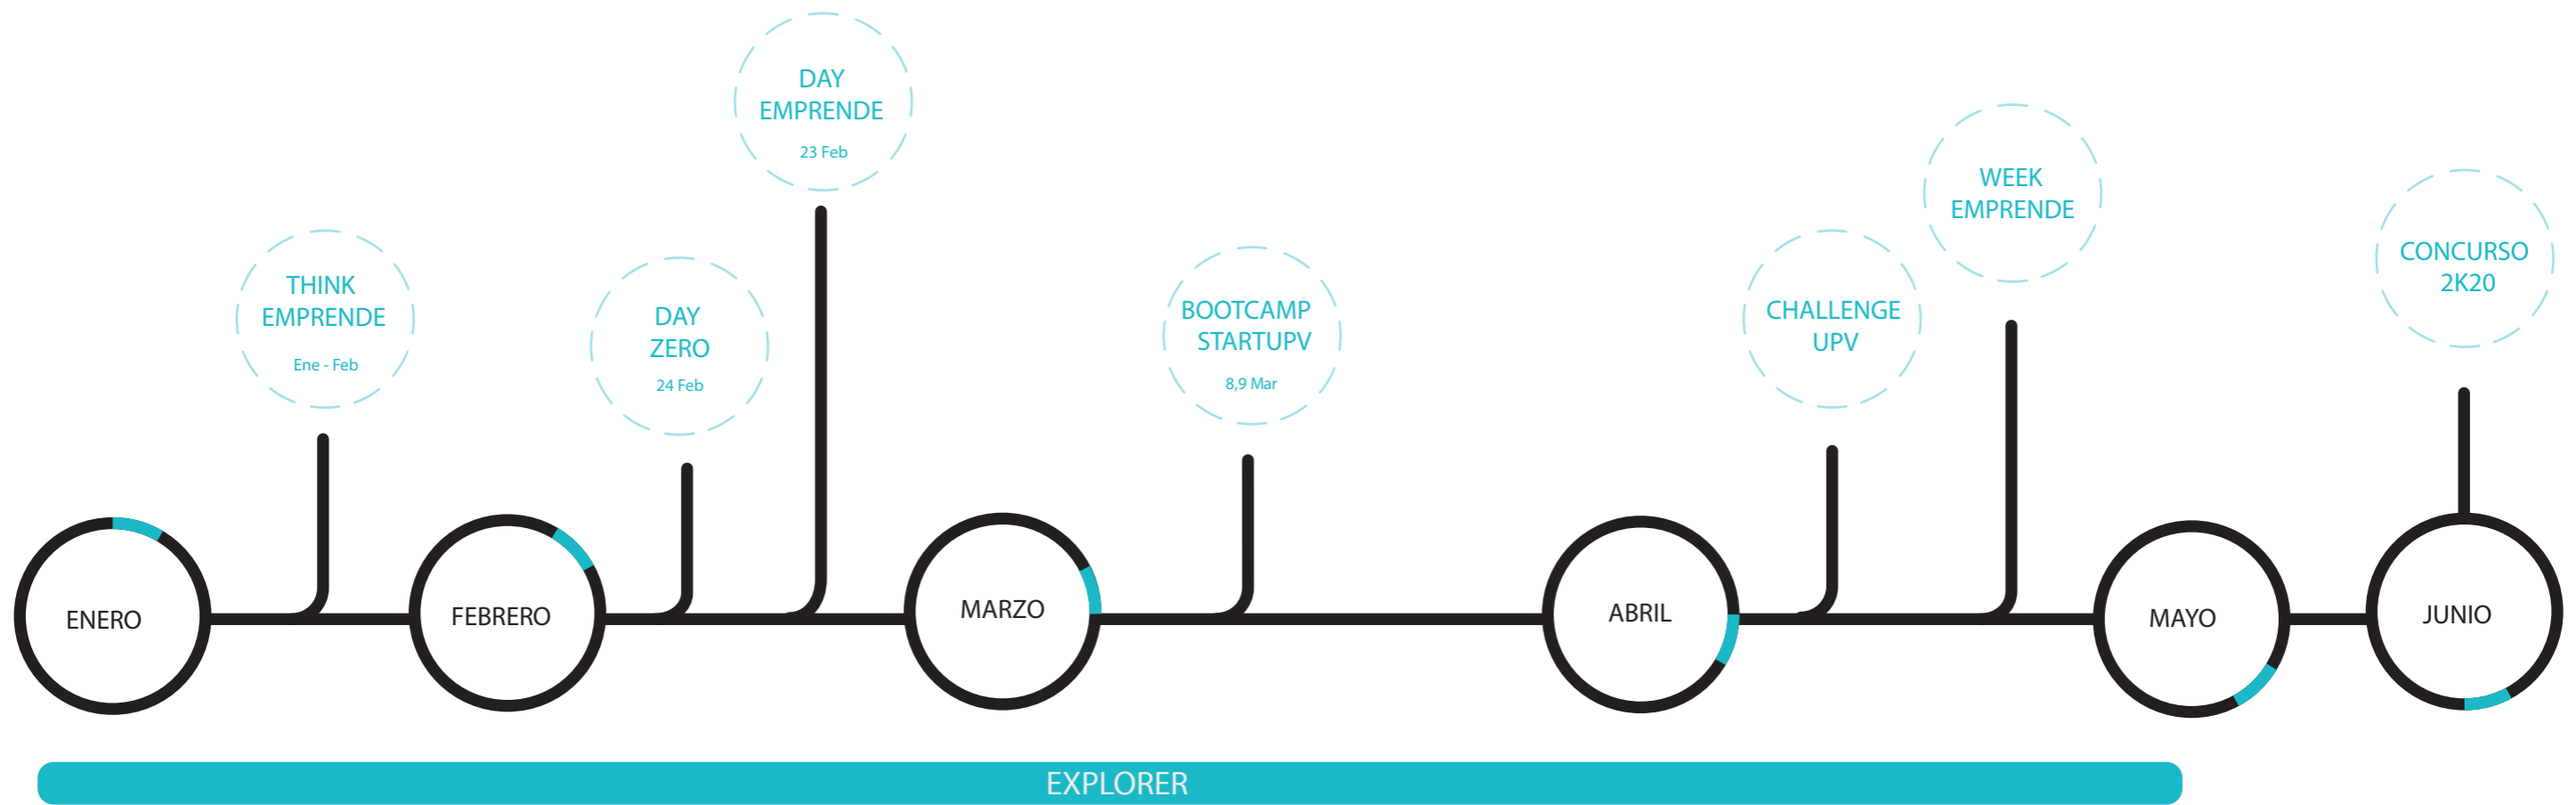 DAY
EMPRENDE
23 Feb
WEEK
EMPRENDE
THINK
EMPRENDE
Ene - Feb
DAY
ZERO
24 Feb
BOOTCAMP
STARTUPV
8,9 Mar
CHALLENGE
UPV
CONCURSO
2K20
ENERO
FEBRERO
MARZO
ABRIL
MAYO
JUNIO
EXPLORER